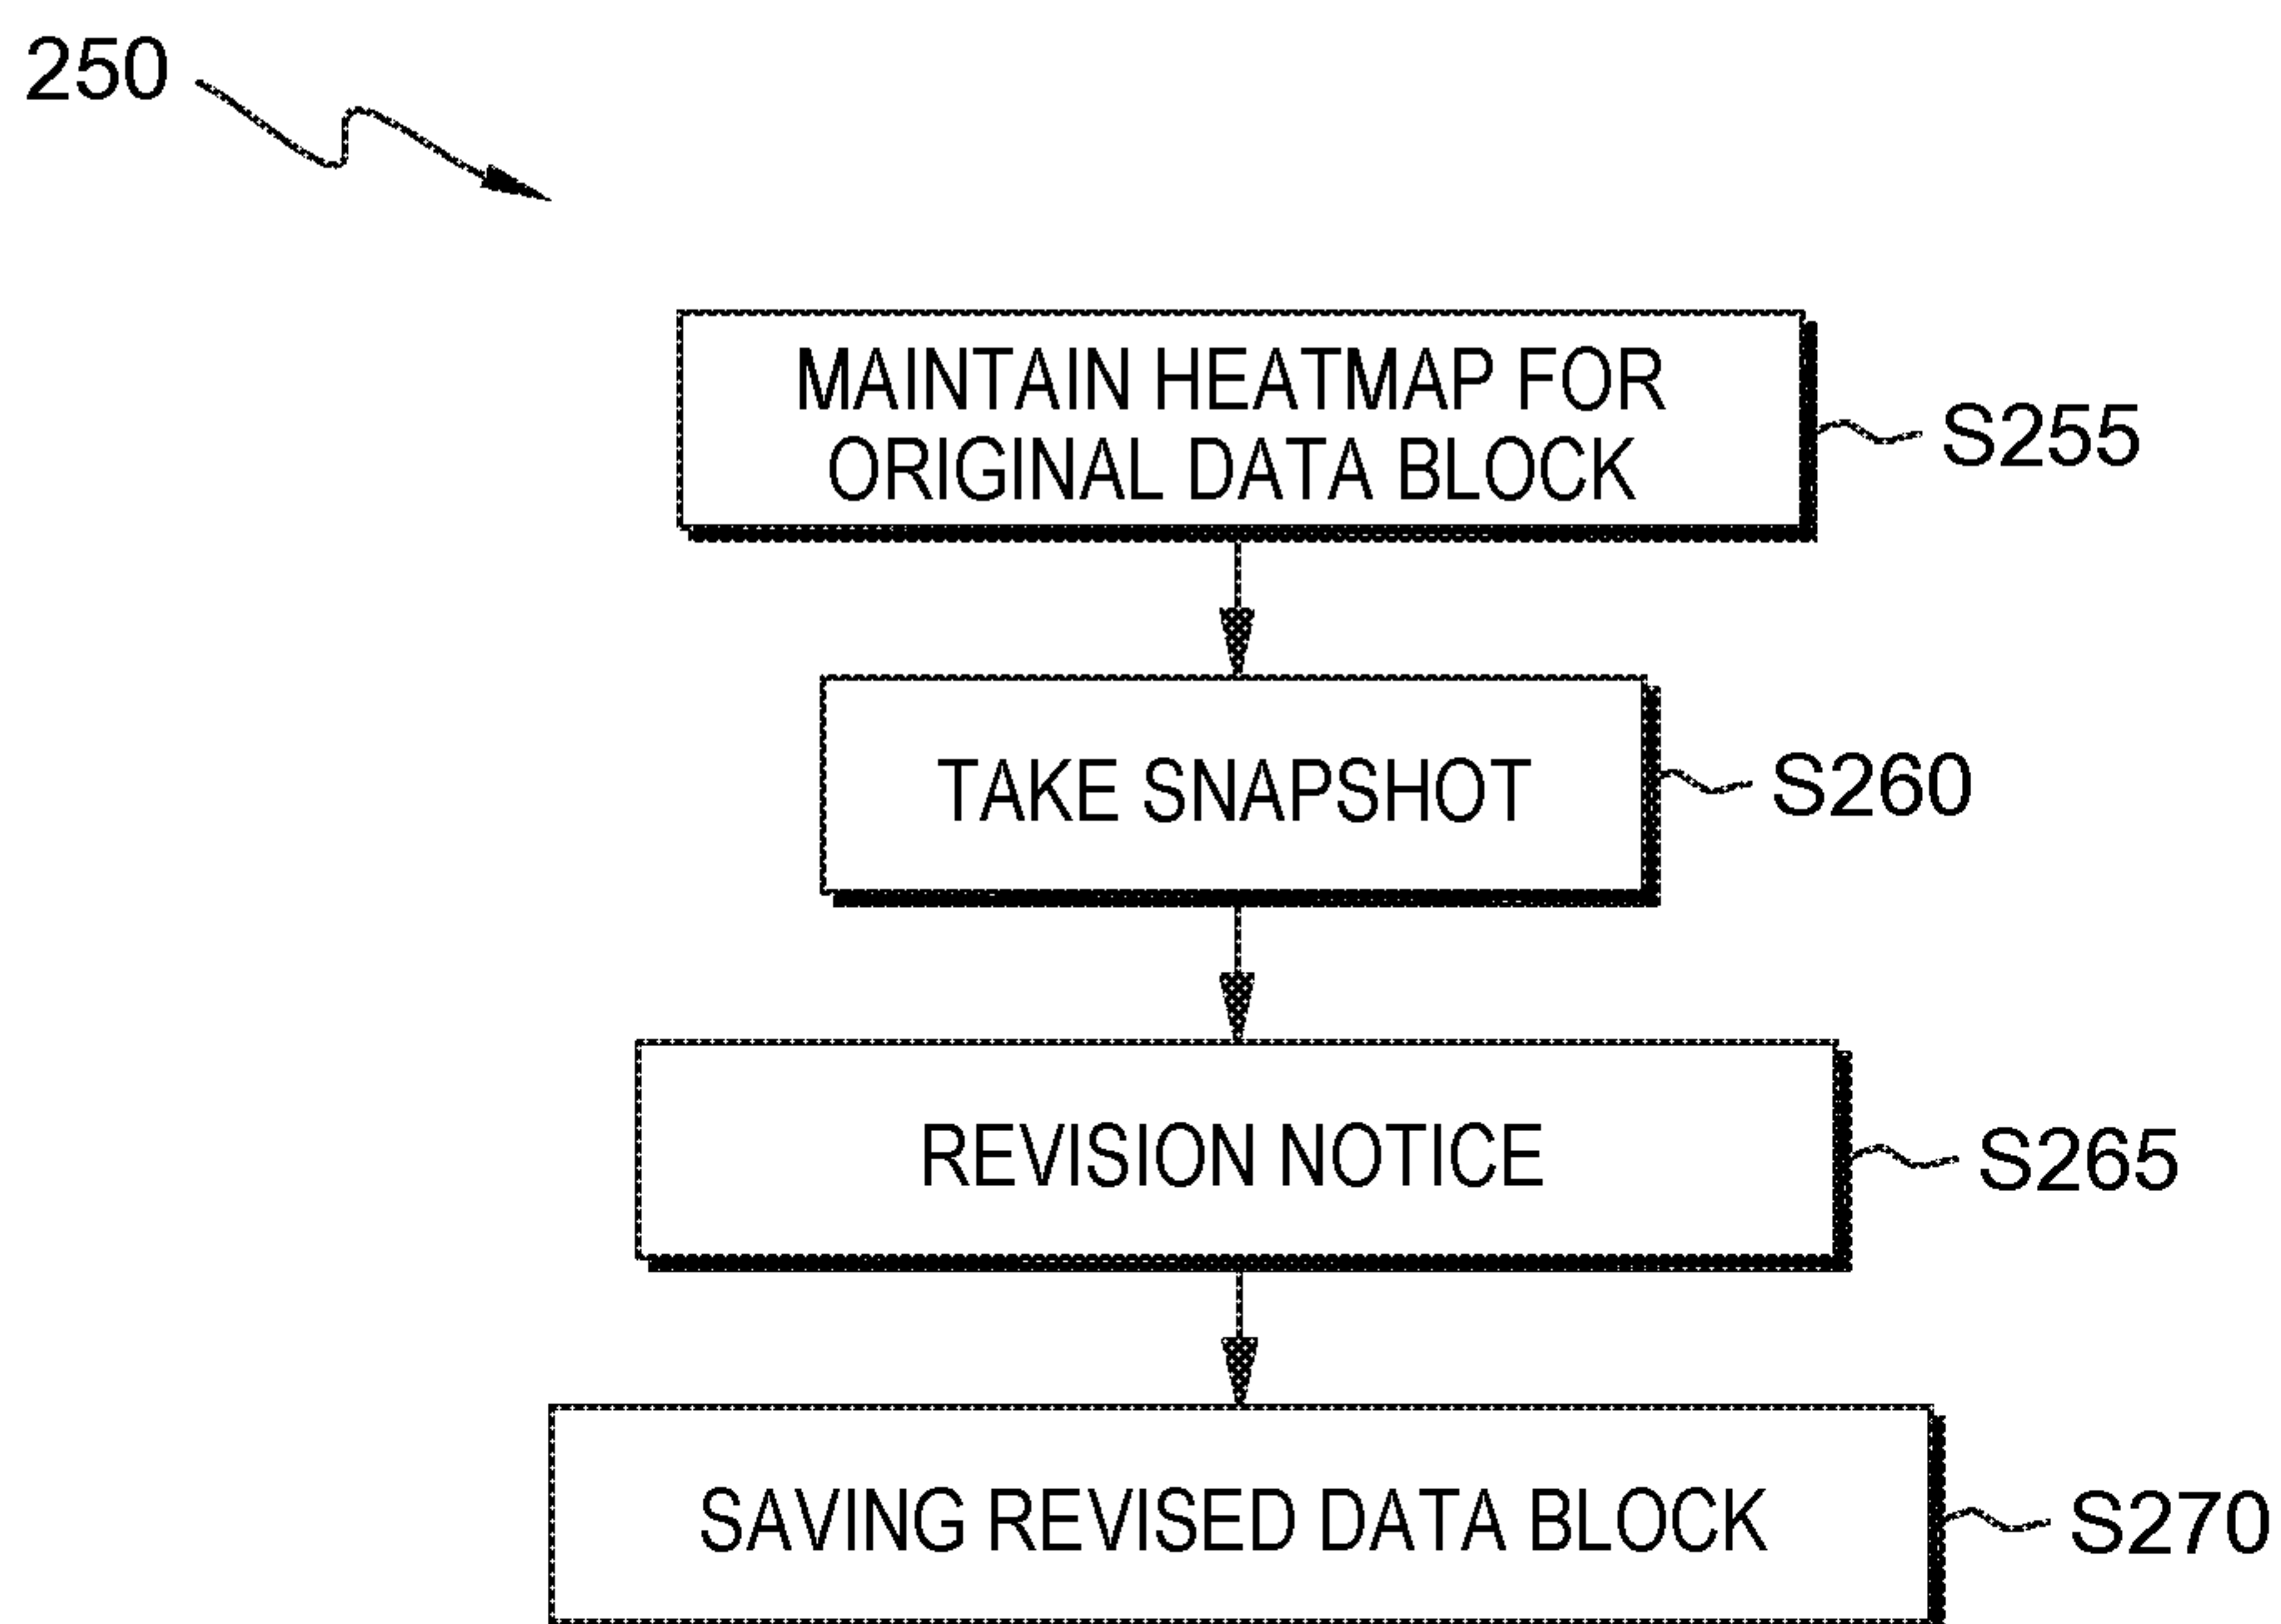 250
MAINTAIN HEATMAP FOR
ORIGINAL DATA BLOCK
S255
TAKE SNAPSHOT
S260
REVISION NOTICE
S265
SAVING REVISED DATA BLOCK
S270